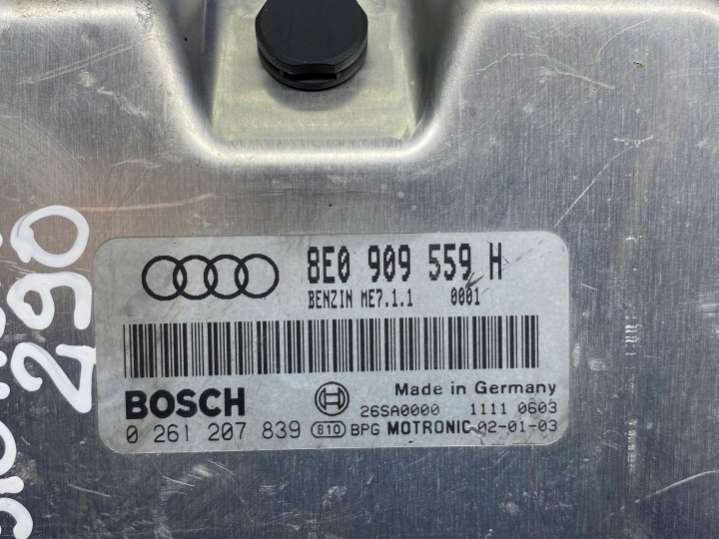 8E0 909 559 H
BENZIN ME7.1.1 0001
BOSCH
Made in Germany
26SA0000 1111 0603
0 261 207 839 810 BPG MOTRONIC 02-01-03
290